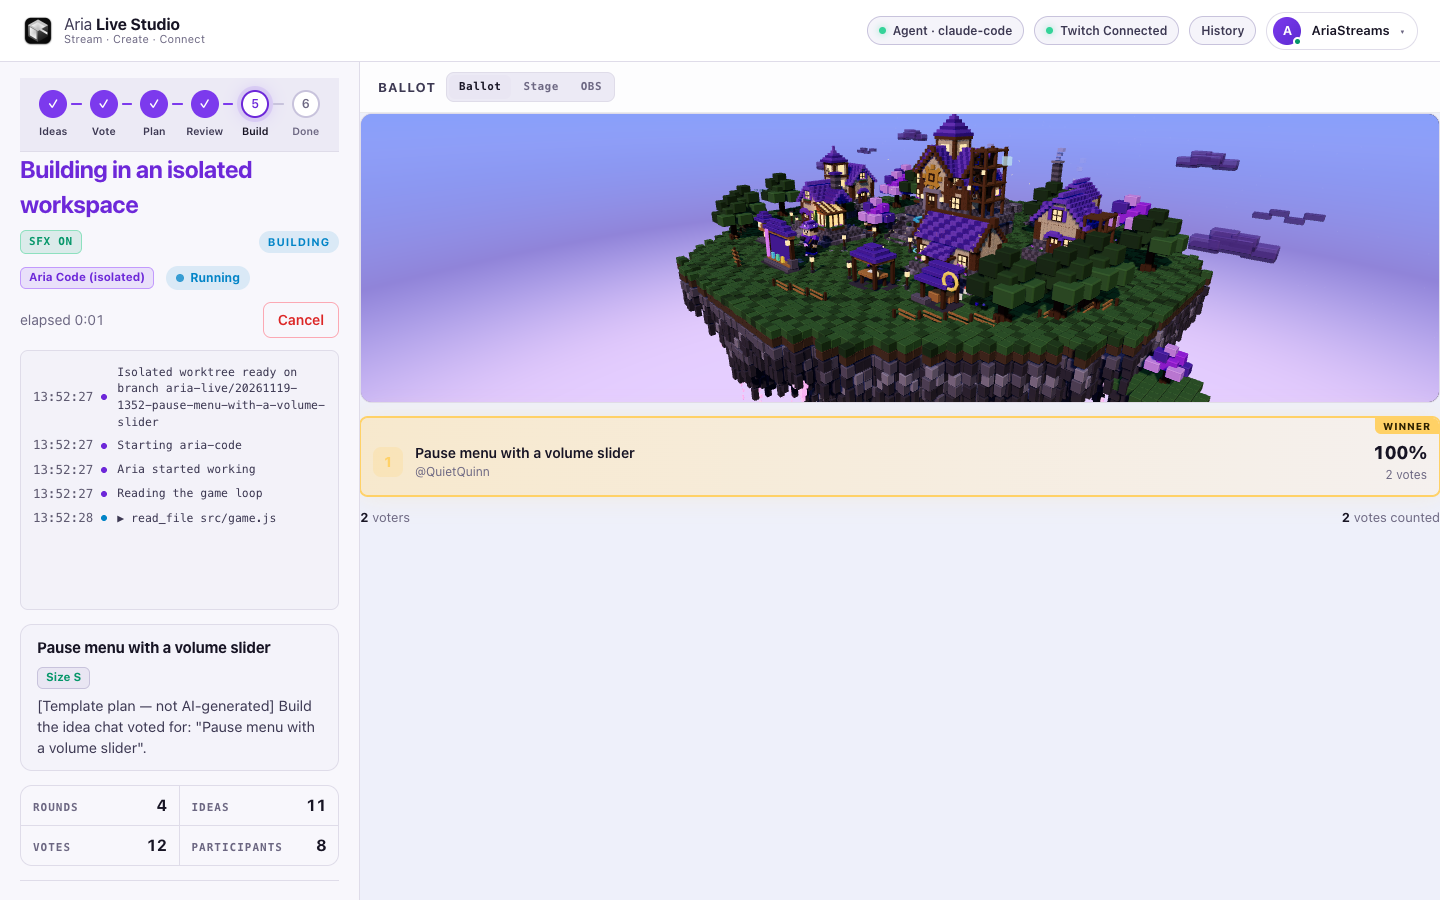 Aria Live Studio
Stream · Create · Connect
Agent · claude-code
Twitch Connected
History
A
AriaStreams
5
6
Ideas
Vote
Plan
Review
Build
Done
Building in an isolated
workspace
SFX ON
BUILDING
Aria Code (isolated)
Running
elapsed 0:01
Cancel
13:52:27
Isolated worktree ready on
branch aria-live/20261119-
1352-pause-menu-with-a-volume-
slider
13:52:27 Starting aria-code
13:52:27 Aria started working
13:52:27 Reading the game loop
13:52:28 ▶ read_file src/game.js
Pause menu with a volume slider
Size S
[Template plan — not AI-generated] Build
the idea chat voted for: "Pause menu with
a volume slider".
ROUNDS 4
IDEAS 11
VOTES 12
PARTICIPANTS 8
BALLOT
Ballot
Stage
OBS
WINNER
1
Pause menu with a volume slider
@QuietQuinn
100%
2 votes
2 voters
2 votes counted